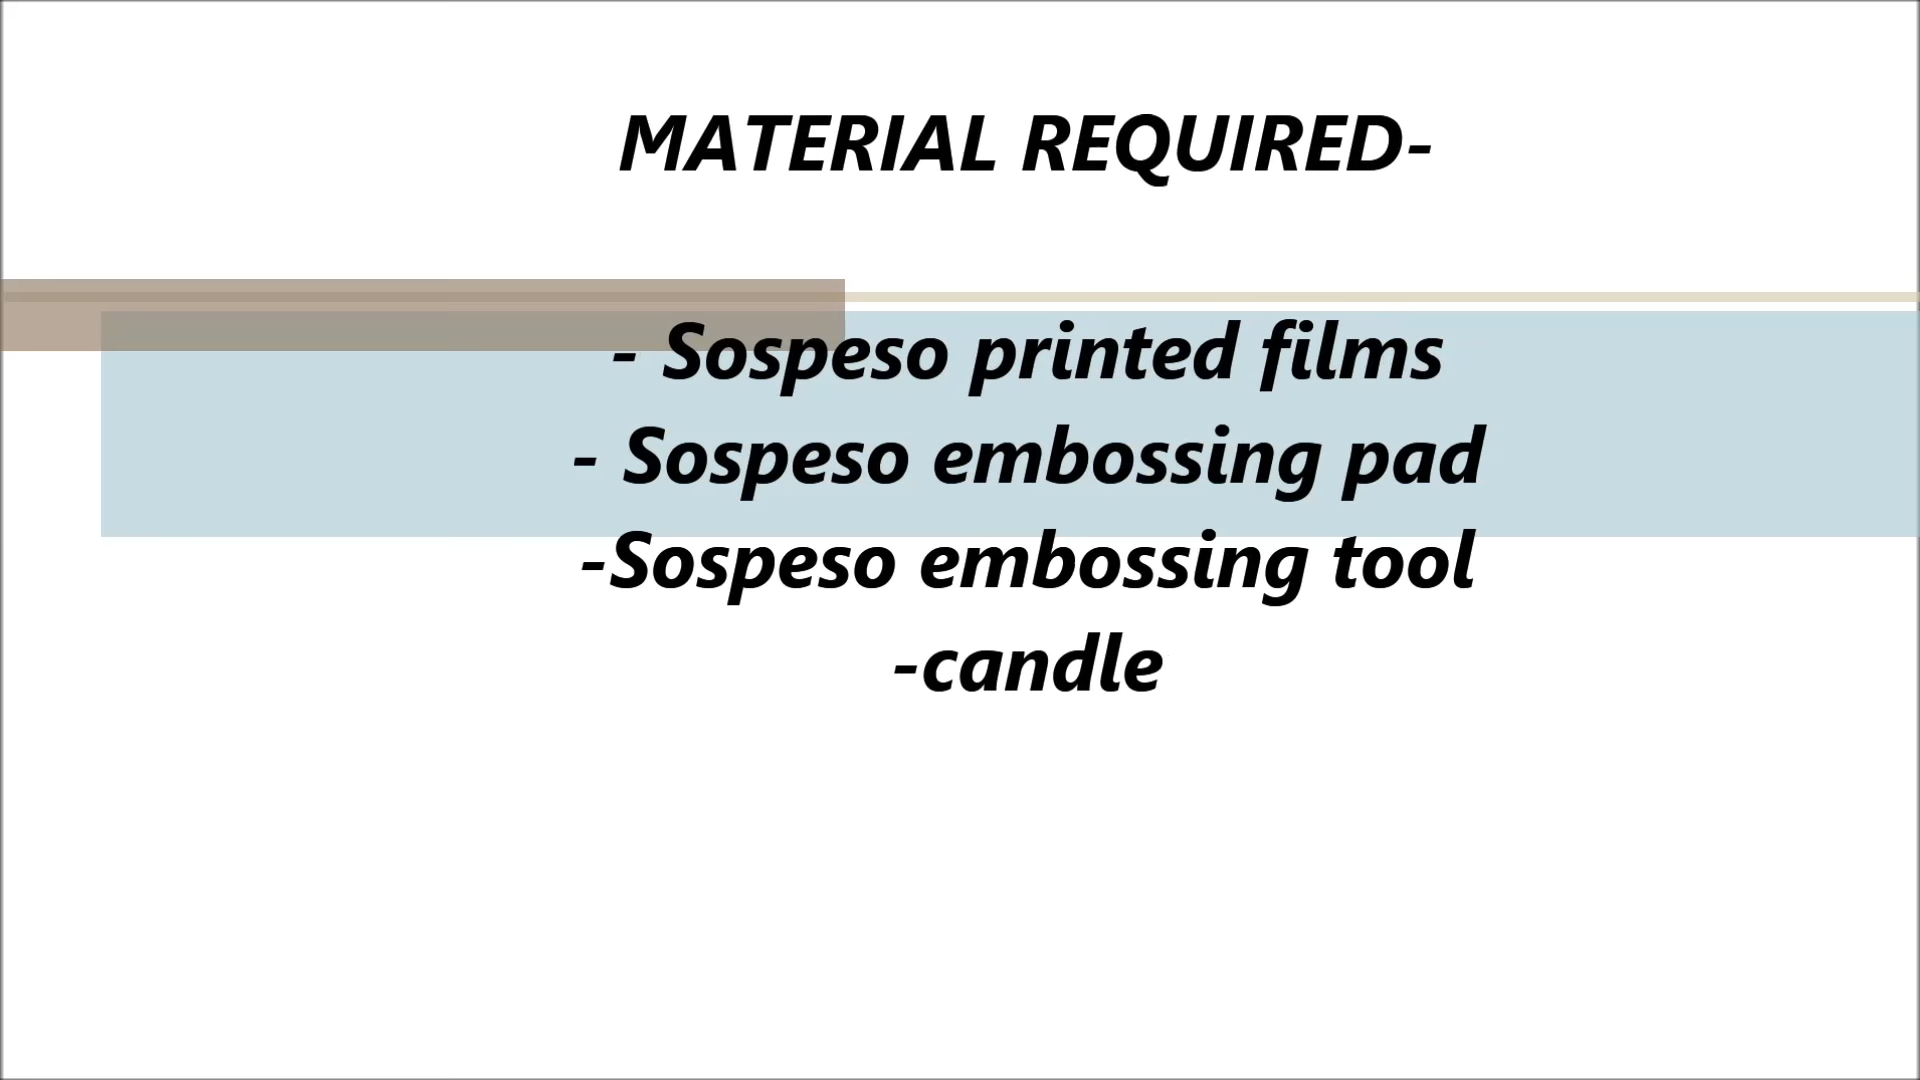 MATERIAL REQUIRED-
- Sospeso printed films
- Sospeso embossing pad
-Sospeso embossing tool
-candle